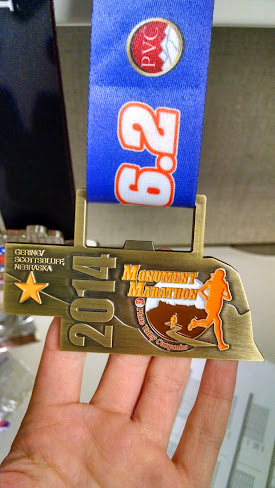 PVC
6.2
GERING/
SCOTTSBLUFF,
NEBRASKA
2014
MONUMENT
MARATHON
Platte Valley Companies